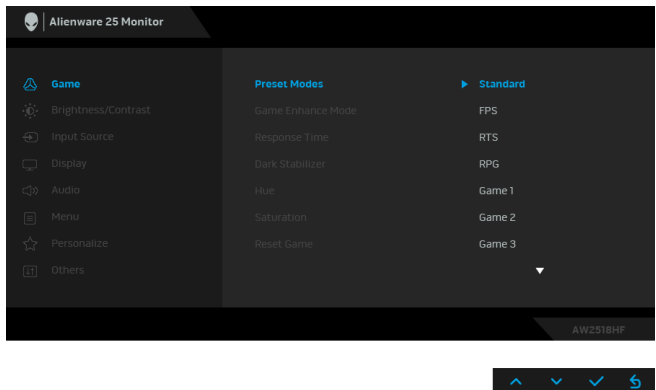 Alienware 25 Monitor
Game Preset Modes Standard
Brightness/Contrast Game Enhance Mode FPS
Input Source Response Time RTS
Display Dark Stabilizer RPG
Audio Hue Game 1
Menu Saturation Game 2
Personalize Reset Game Game 3
Others
AW2518HF